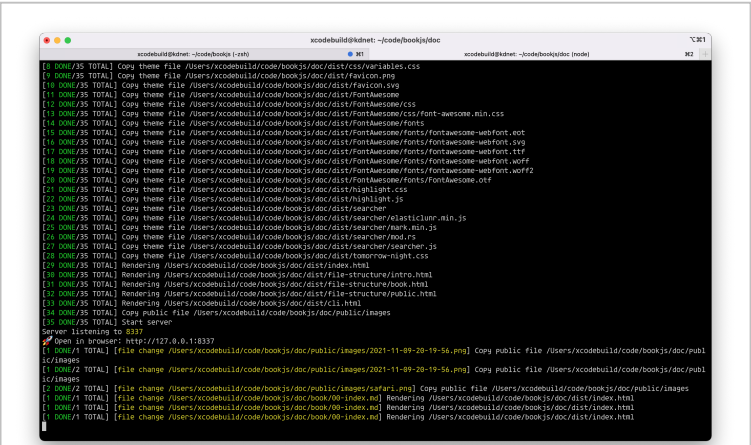 xcodebuild@kdnet: ~/code/bookjs/doc
⌥⌘1
xcodebuild@kdnet: ~/code/bookjs (-zsh)
⌘1
xcodebuild@kdnet: ~/code/bookjs/doc (node)
⌘2
+
[8 DONE/35 TOTAL] Copy theme file /Users/xcodebuild/code/bookjs/doc/dist/css/variables.css
[9 DONE/35 TOTAL] Copy theme file /Users/xcodebuild/code/bookjs/doc/dist/favicon.png
[10 DONE/35 TOTAL] Copy theme file /Users/xcodebuild/code/bookjs/doc/dist/favicon.svg
[11 DONE/35 TOTAL] Copy theme file /Users/xcodebuild/code/bookjs/doc/dist/FontAwesome
[12 DONE/35 TOTAL] Copy theme file /Users/xcodebuild/code/bookjs/doc/dist/FontAwesome/css
[13 DONE/35 TOTAL] Copy theme file /Users/xcodebuild/code/bookjs/doc/dist/FontAwesome/css/font-awesome.min.css
[14 DONE/35 TOTAL] Copy theme file /Users/xcodebuild/code/bookjs/doc/dist/FontAwesome/fonts
[15 DONE/35 TOTAL] Copy theme file /Users/xcodebuild/code/bookjs/doc/dist/FontAwesome/fonts/fontawesome-webfont.eot
[16 DONE/35 TOTAL] Copy theme file /Users/xcodebuild/code/bookjs/doc/dist/FontAwesome/fonts/fontawesome-webfont.svg
[17 DONE/35 TOTAL] Copy theme file /Users/xcodebuild/code/bookjs/doc/dist/FontAwesome/fonts/fontawesome-webfont.ttf
[18 DONE/35 TOTAL] Copy theme file /Users/xcodebuild/code/bookjs/doc/dist/FontAwesome/fonts/fontawesome-webfont.woff
[19 DONE/35 TOTAL] Copy theme file /Users/xcodebuild/code/bookjs/doc/dist/FontAwesome/fonts/fontawesome-webfont.woff2
[20 DONE/35 TOTAL] Copy theme file /Users/xcodebuild/code/bookjs/doc/dist/FontAwesome/fonts/FontAwesome.otf
[21 DONE/35 TOTAL] Copy theme file /Users/xcodebuild/code/bookjs/doc/dist/highlight.css
[22 DONE/35 TOTAL] Copy theme file /Users/xcodebuild/code/bookjs/doc/dist/highlight.js
[23 DONE/35 TOTAL] Copy theme file /Users/xcodebuild/code/bookjs/doc/dist/searcher
[24 DONE/35 TOTAL] Copy theme file /Users/xcodebuild/code/bookjs/doc/dist/searcher/elasticlunr.min.js
[25 DONE/35 TOTAL] Copy theme file /Users/xcodebuild/code/bookjs/doc/dist/searcher/mark.min.js
[26 DONE/35 TOTAL] Copy theme file /Users/xcodebuild/code/bookjs/doc/dist/searcher/mod.rs
[27 DONE/35 TOTAL] Copy theme file /Users/xcodebuild/code/bookjs/doc/dist/searcher/searcher.js
[28 DONE/35 TOTAL] Copy theme file /Users/xcodebuild/code/bookjs/doc/dist/tomorrow-night.css
[29 DONE/35 TOTAL] Rendering /Users/xcodebuild/code/bookjs/doc/dist/index.html
[30 DONE/35 TOTAL] Rendering /Users/xcodebuild/code/bookjs/doc/dist/file-structure/intro.html
[31 DONE/35 TOTAL] Rendering /Users/xcodebuild/code/bookjs/doc/dist/file-structure/book.html
[32 DONE/35 TOTAL] Rendering /Users/xcodebuild/code/bookjs/doc/dist/file-structure/public.html
[33 DONE/35 TOTAL] Rendering /Users/xcodebuild/code/bookjs/doc/dist/cli.html
[34 DONE/35 TOTAL] Copy public file /Users/xcodebuild/code/bookjs/doc/public/images
[35 DONE/35 TOTAL] Start server
Server listening to 8337
🚀 Open in browser: http://127.0.0.1:8337
[1 DONE/1 TOTAL] [file change /Users/xcodebuild/code/bookjs/doc/public/images/2021-11-09-20-19-56.png] Copy public file /Users/xcodebuild/code/bookjs/doc/publ
ic/images
[1 DONE/2 TOTAL] [file change /Users/xcodebuild/code/bookjs/doc/public/images/2021-11-09-20-19-56.png] Copy public file /Users/xcodebuild/code/bookjs/doc/publ
ic/images
[2 DONE/2 TOTAL] [file change /Users/xcodebuild/code/bookjs/doc/public/images/safari.png] Copy public file /Users/xcodebuild/code/bookjs/doc/public/images
[1 DONE/1 TOTAL] [file change /Users/xcodebuild/code/bookjs/doc/book/00-index.md] Rendering /Users/xcodebuild/code/bookjs/doc/dist/index.html
[1 DONE/1 TOTAL] [file change /Users/xcodebuild/code/bookjs/doc/book/00-index.md] Rendering /Users/xcodebuild/code/bookjs/doc/dist/index.html
[1 DONE/1 TOTAL] [file change /Users/xcodebuild/code/bookjs/doc/book/00-index.md] Rendering /Users/xcodebuild/code/bookjs/doc/dist/index.html